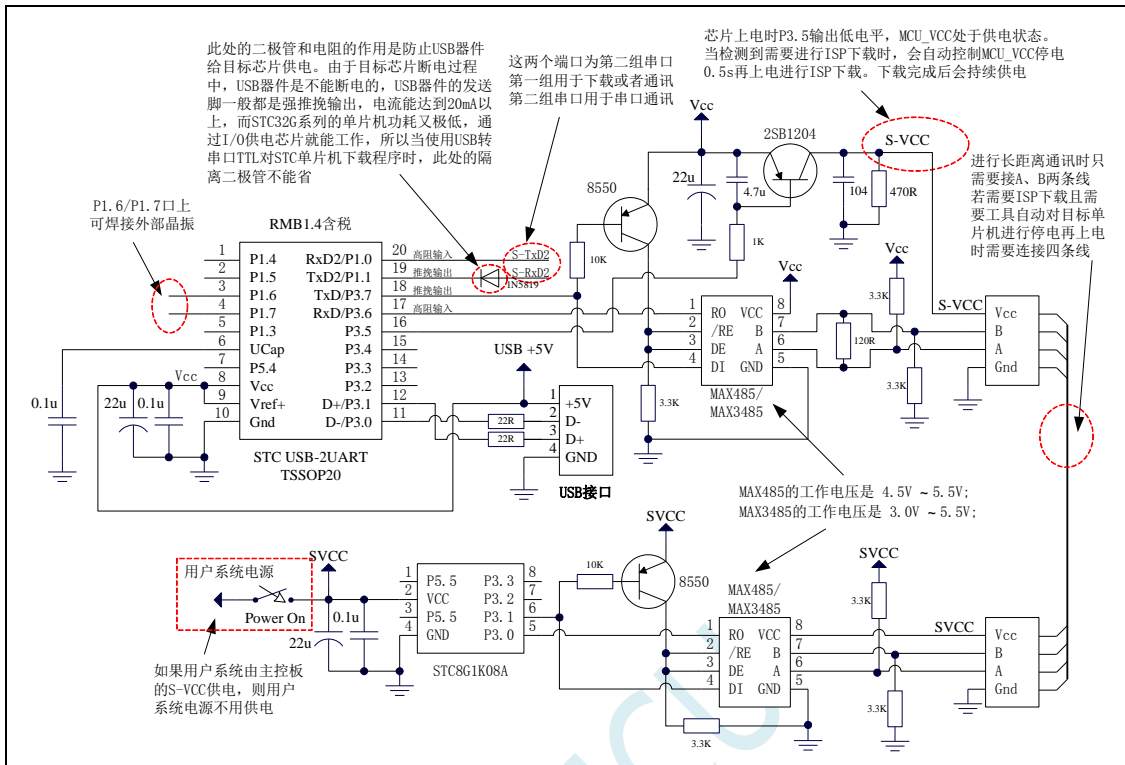 此处的二极管和电阻的作用是防止USB器件
给目标芯片供电。由于目标芯片断电过程
中，USB器件是不能断电的，USB器件的发送
脚一般都是强推挽输出，电流能达到20mA以
上，而STC32G系列的单片机功耗又极低，通
过I/O供电芯片就能工作，所以当使用USB转
串口TTL对STC单片机下载程序时，此处的隔
离二极管不能省
这两个端口为第二组串口
第一组用于下载或者通讯
第二组串口用于串口通讯
芯片上电时P3.5输出低电平，MCU_VCC处于供电状态。
当检测到需要进行ISP下载时，会自动控制MCU_VCC停电
0.5s再上电进行ISP下载。下载完成后会持续供电
进行长距离通讯时只
需要接A、B两条线
若需要ISP下载且需
要工具自动对目标单
片机进行停电再上电
时需要连接四条线
P1.6/P1.7口上
可焊接外部晶振
RMB1.4含税
1 P1.4 RxD2/P1.0 20 高阻输入 S-TxD2
2 P1.5 TxD2/P1.1 19 推挽输出 S-RxD2
1N5819
3 P1.6 TxD/P3.7 18 推挽输出
4 P1.7 RxD/P3.6 17 高阻输入
5 P1.3 P3.5 16
6 UCap P3.4 15
7 P5.4 P3.3 14
8 Vcc P3.2 13
9 Vref+ D+/P3.1 12
10 Gnd D-/P3.0 11
STC USB-2UART
TSSOP20
Vcc
0.1u
22u
0.1u
22R
22R
USB +5V
1 +5V
2 D-
3 D+
4 GND
USB接口
Vcc
2SB1204
S-VCC
8550
22u
4.7u
104
470R
10K
1K
Vcc
1 RO VCC 8
2 /RE B 7
3 DE A 6
4 DI GND 5
MAX485/
MAX3485
3.3K
120R
Vcc
3.3K
3.3K
S-VCC
Vcc
B
A
Gnd
MAX485的工作电压是 4.5V ~ 5.5V;
MAX3485的工作电压是 3.0V ~ 5.5V;
用户系统电源
Power On
SVCC
22u
0.1u
如果用户系统由主控板
的S-VCC供电，则用户
系统电源不用供电
1 P5.5 P3.3 8
2 VCC P3.2 7
3 P5.5 P3.1 6
4 GND P3.0 5
STC8G1K08A
10K
SVCC
8550
MAX485/
MAX3485
1 RO VCC 8
2 /RE B 7
3 DE A 6
4 DI GND 5
3.3K
SVCC
3.3K
3.3K
SVCC
Vcc
B
A
Gnd